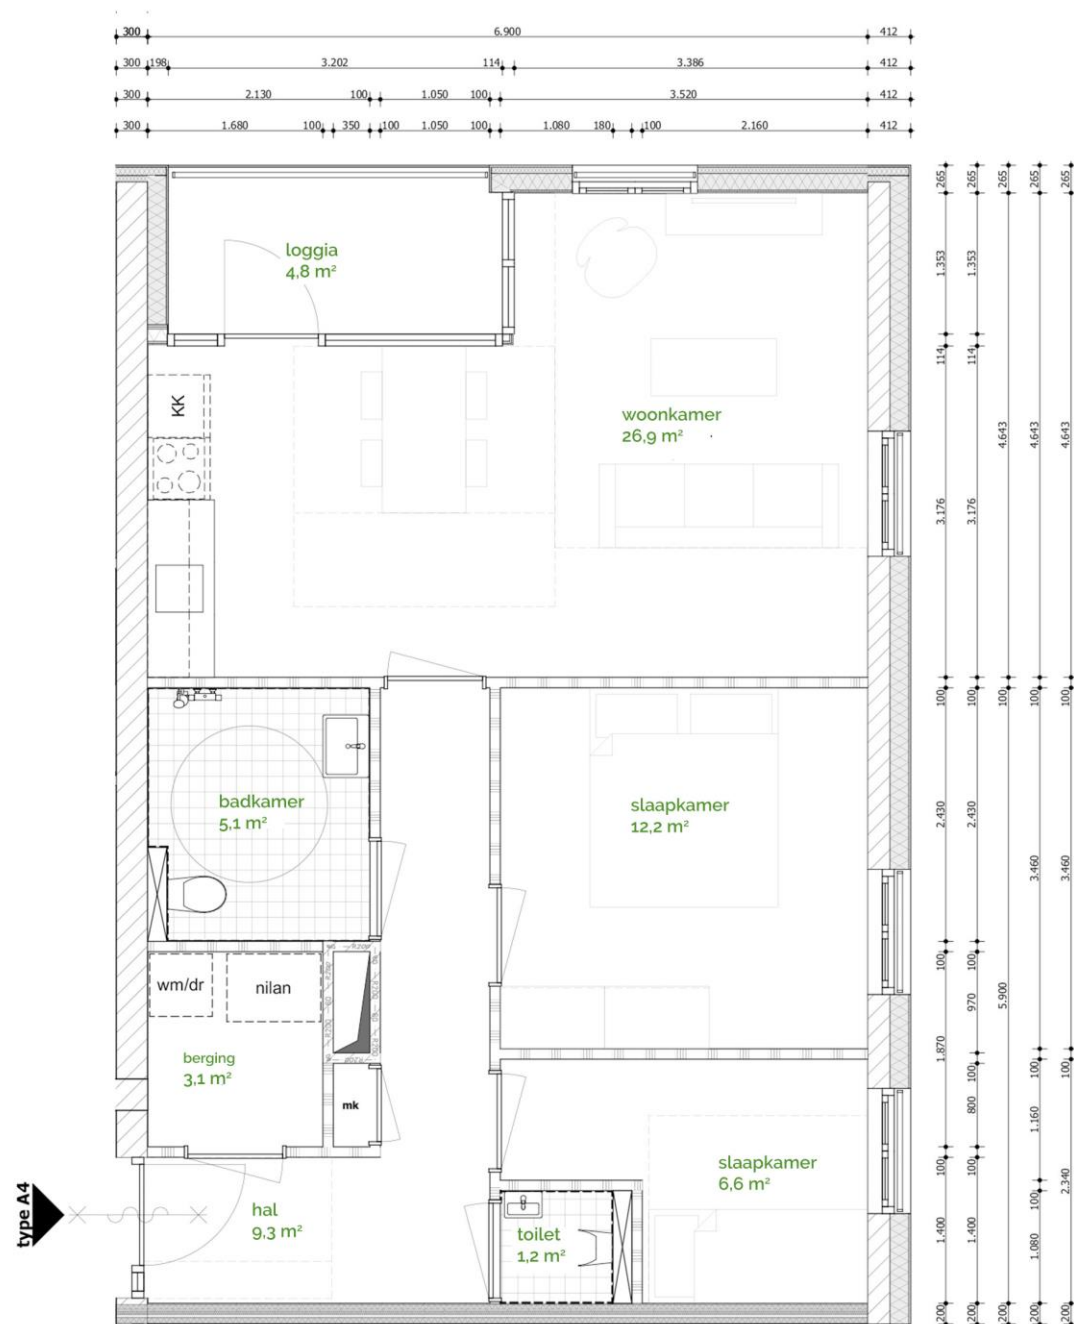 300 6.900 412
300 198 3.202 114 3.386 412
300 2.130 100 1.050 100 3.520 412
300 1.680 100 350 100 1.050 100 1.080 180 100 2.160 412
265 265 265 265 265
loggia
4,8 m²
1.353 1.353
114 114
KK
woonkamer
26,9 m²
4.643 4.643 4.643
3.176 3.176
100 100 100 100 100
badkamer
5,1 m²
slaapkamer
12,2 m²
2.430 2.430
3.460 3.460
wm/dr
nilan
100 100
970
5.900
berging
3,1 m²
1.870
100 100 100
mk
800
1.160
slaapkamer
6,6 m²
2.340
100 100
100
type A4
hal
9,3 m²
toilet
1,2 m²
1.400 1.400
1.080
200 200 200 200 200